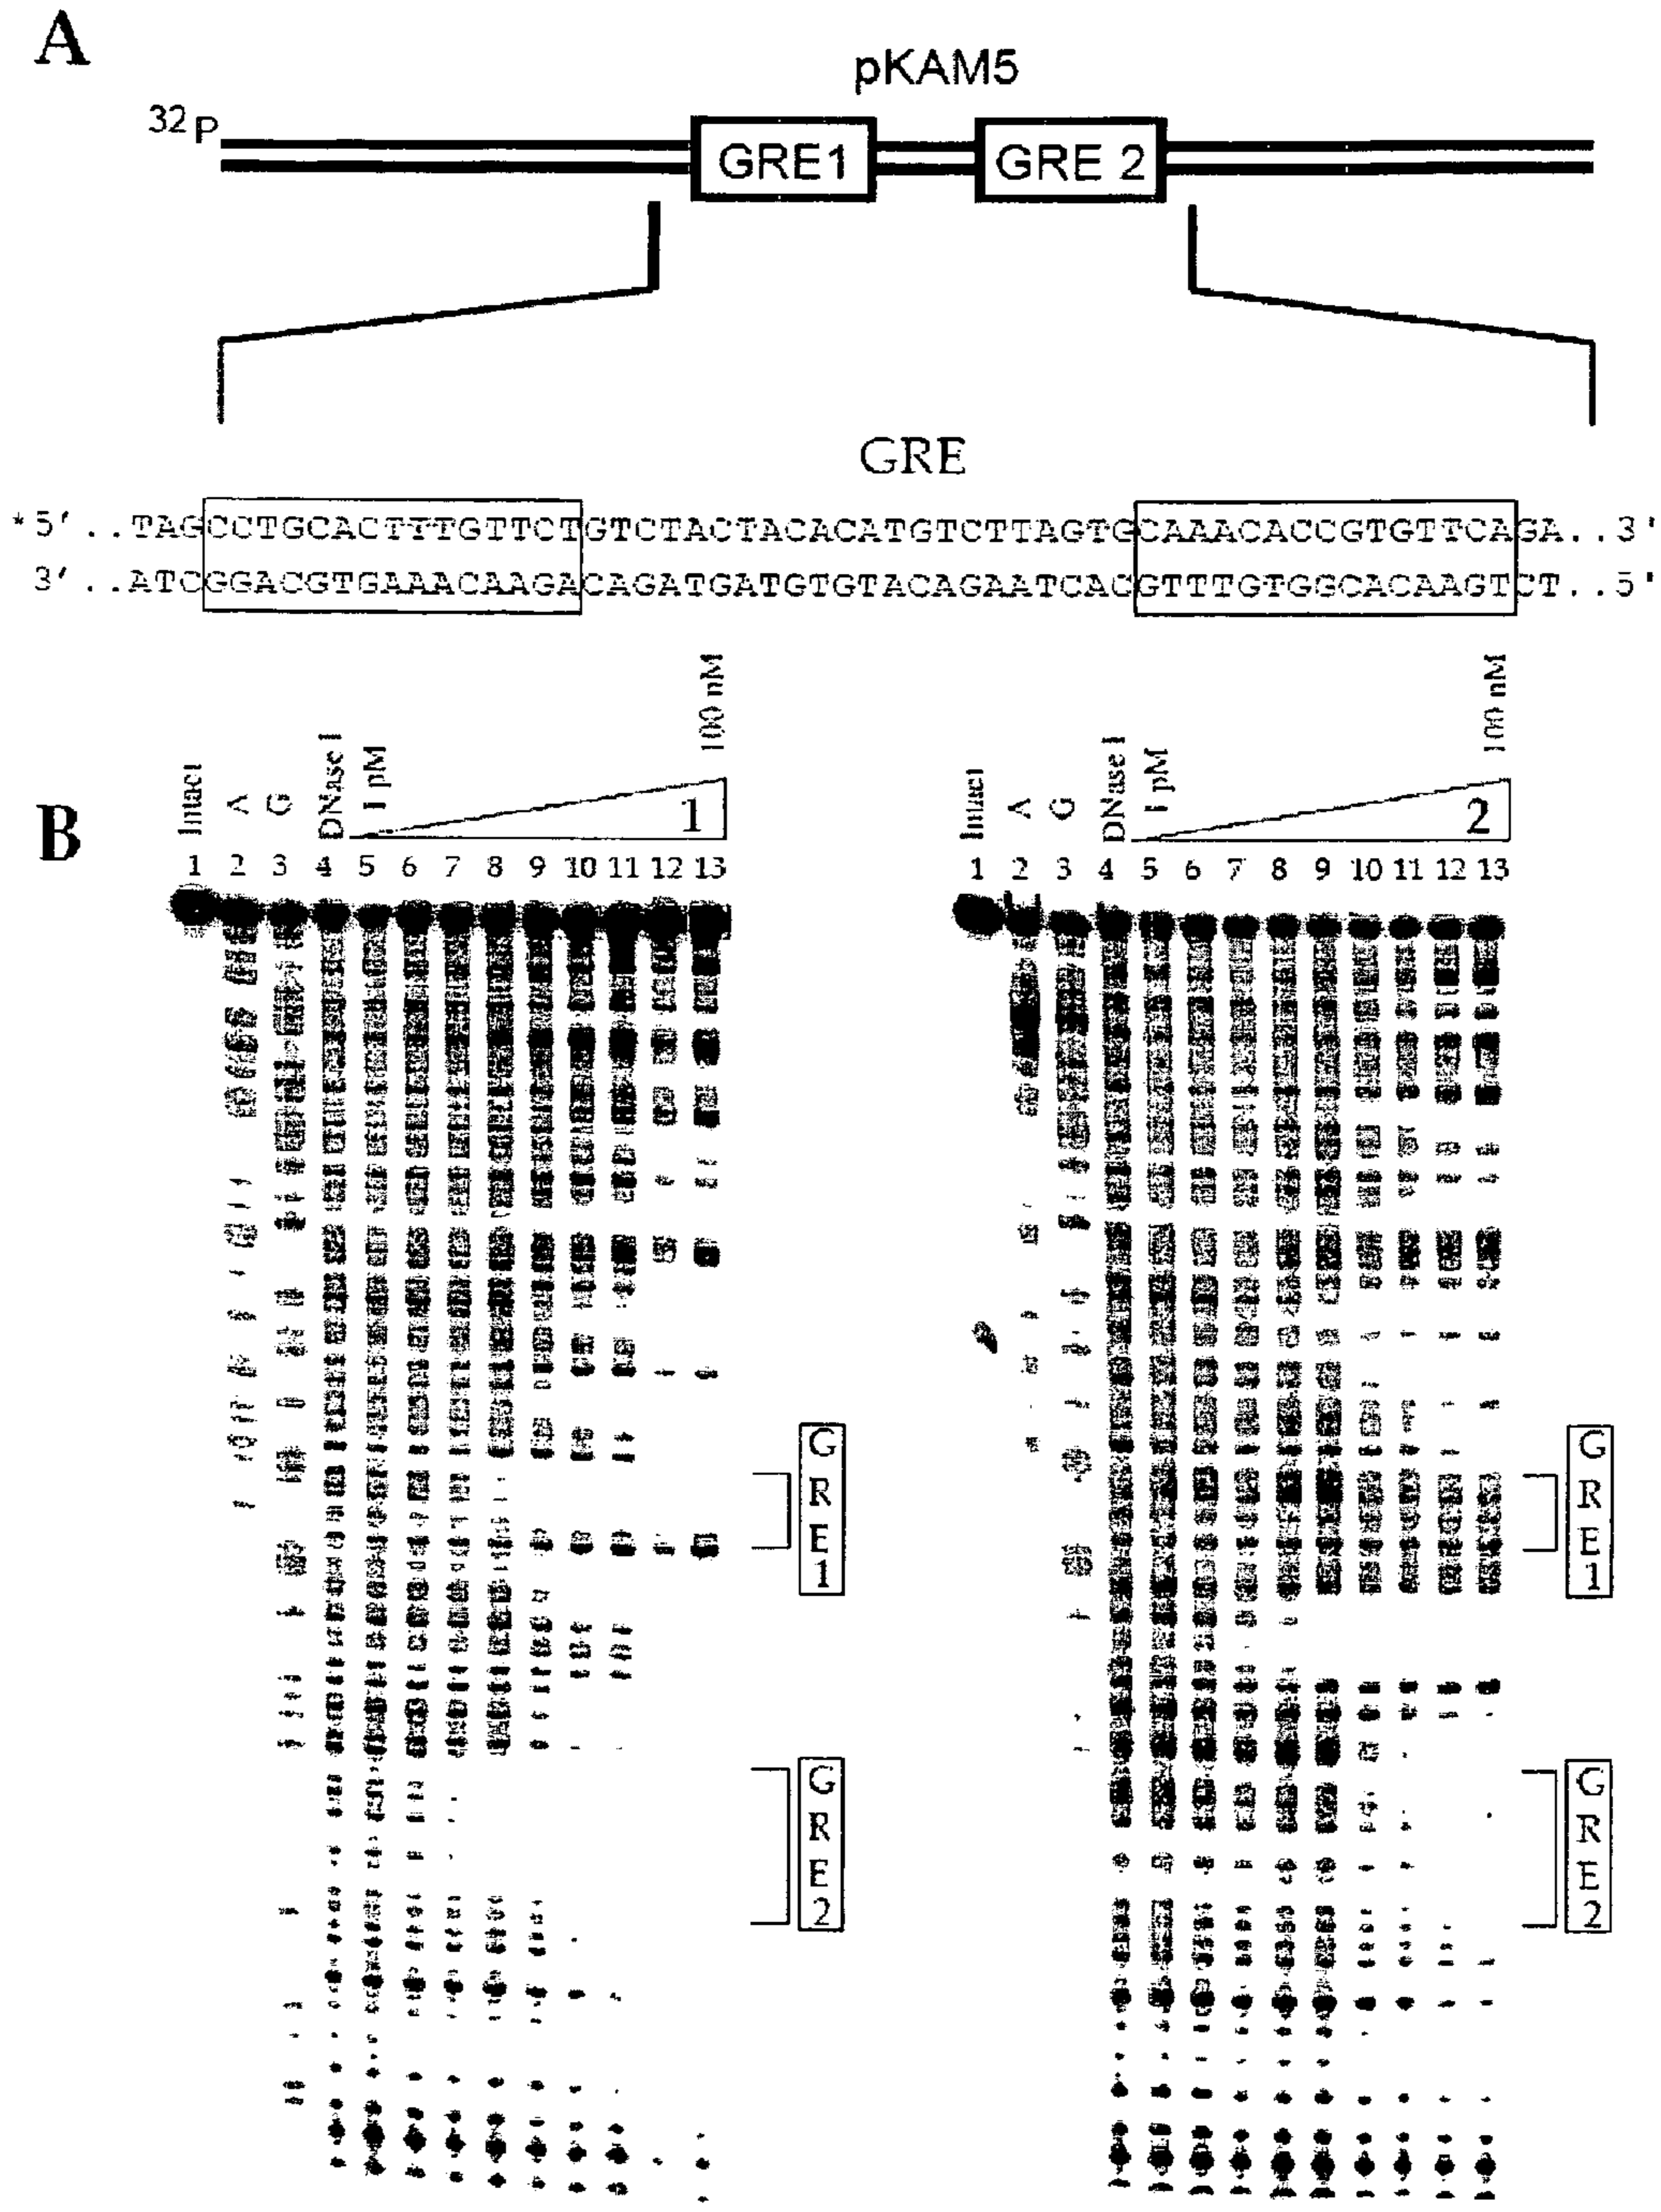 A
pKAM5
32P
GRE1
GRE 2
GRE
*5'..TAGCCTGCACTTTGTTCTGTCTACTACACATGTCTTAGTGCAAACACCGTGTTCAGA..3'
3'..ATCGGACGTGAAACAAGACAGATGATGTGTACAGAATCACGTTTGTGGCACAAGTCT..5'
B
Intact
A
G
DNase I
1 pM
100 nM
1
1 2 3 4 5 6 7 8 9 10 11 12 13
GRE1
GRE2
Intact
A
G
DNase I
1 pM
100 nM
2
1 2 3 4 5 6 7 8 9 10 11 12 13
GRE1
GRE2